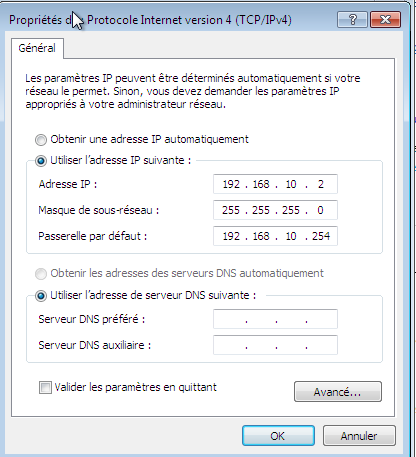 Propriétés de Protocole Internet version 4 (TCP/IPv4)
Général
Les paramètres IP peuvent être déterminés automatiquement si votre
réseau le permet. Sinon, vous devez demander les paramètres IP
appropriés à votre administrateur réseau.
Obtenir une adresse IP automatiquement
Utiliser l'adresse IP suivante :
Adresse IP : 192 . 168 . 10 . 2
Masque de sous-réseau : 255 . 255 . 255 . 0
Passerelle par défaut : 192 . 168 . 10 . 254
Obtenir les adresses des serveurs DNS automatiquement
Utiliser l'adresse de serveur DNS suivante :
Serveur DNS préféré : . . .
Serveur DNS auxiliaire : . . .
Valider les paramètres en quittant
Avancé...
OK Annuler